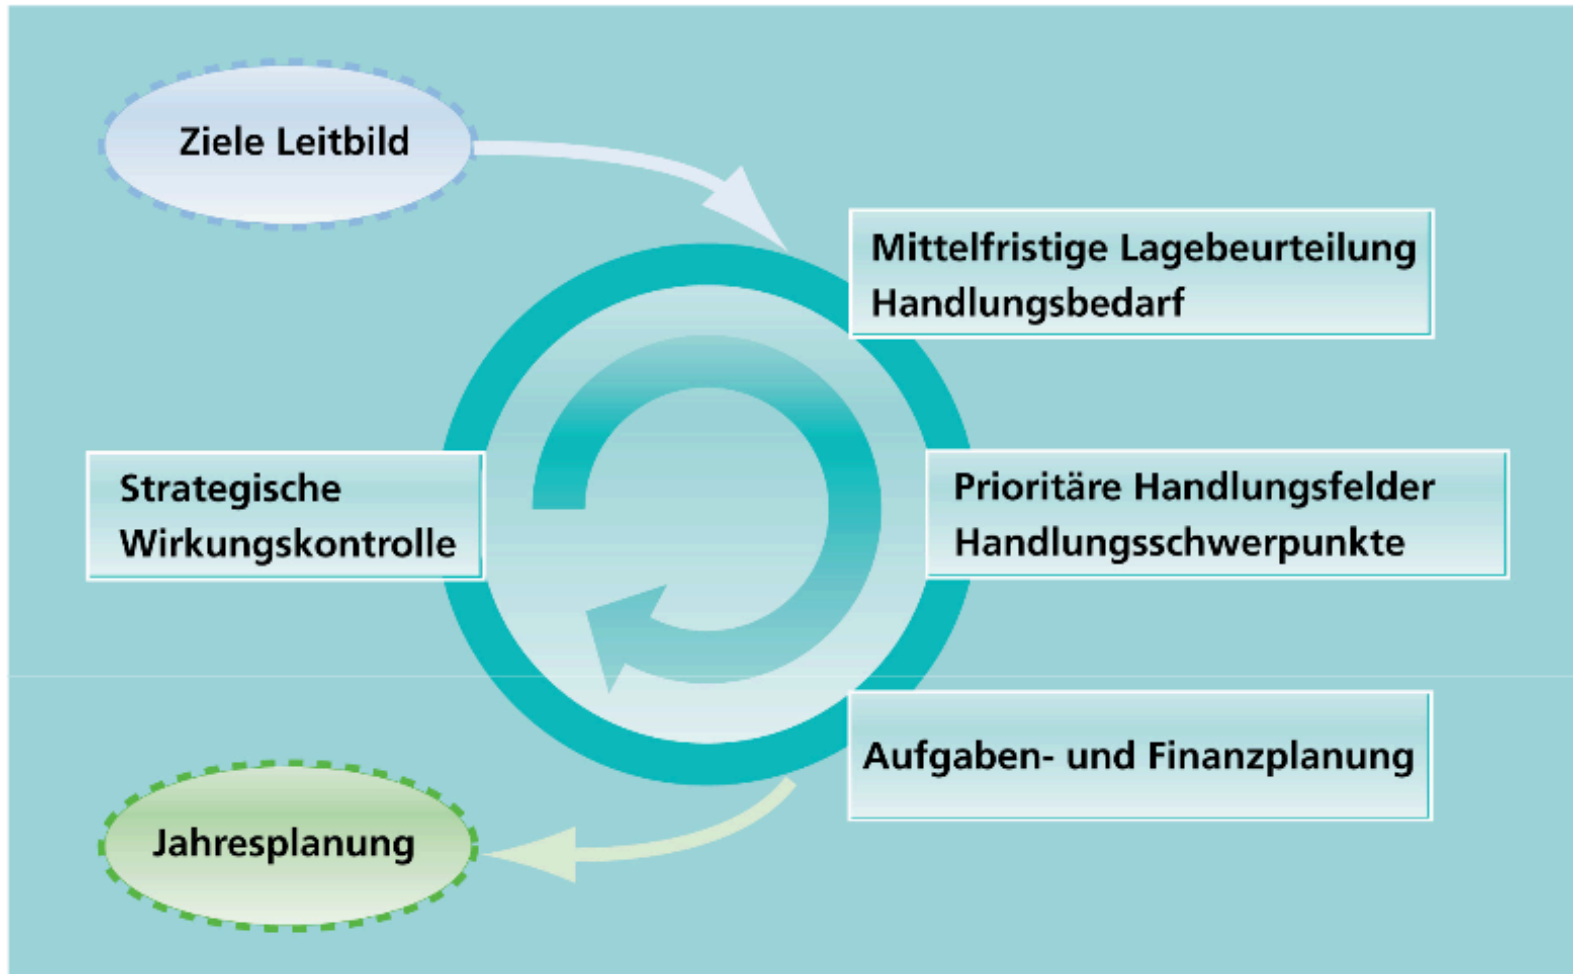 Ziele Leitbild
Mittelfristige Lagebeurteilung
Handlungsbedarf
Strategische
Wirkungskontrolle
Prioritäre Handlungsfelder
Handlungsschwerpunkte
Aufgaben- und Finanzplanung
Jahresplanung